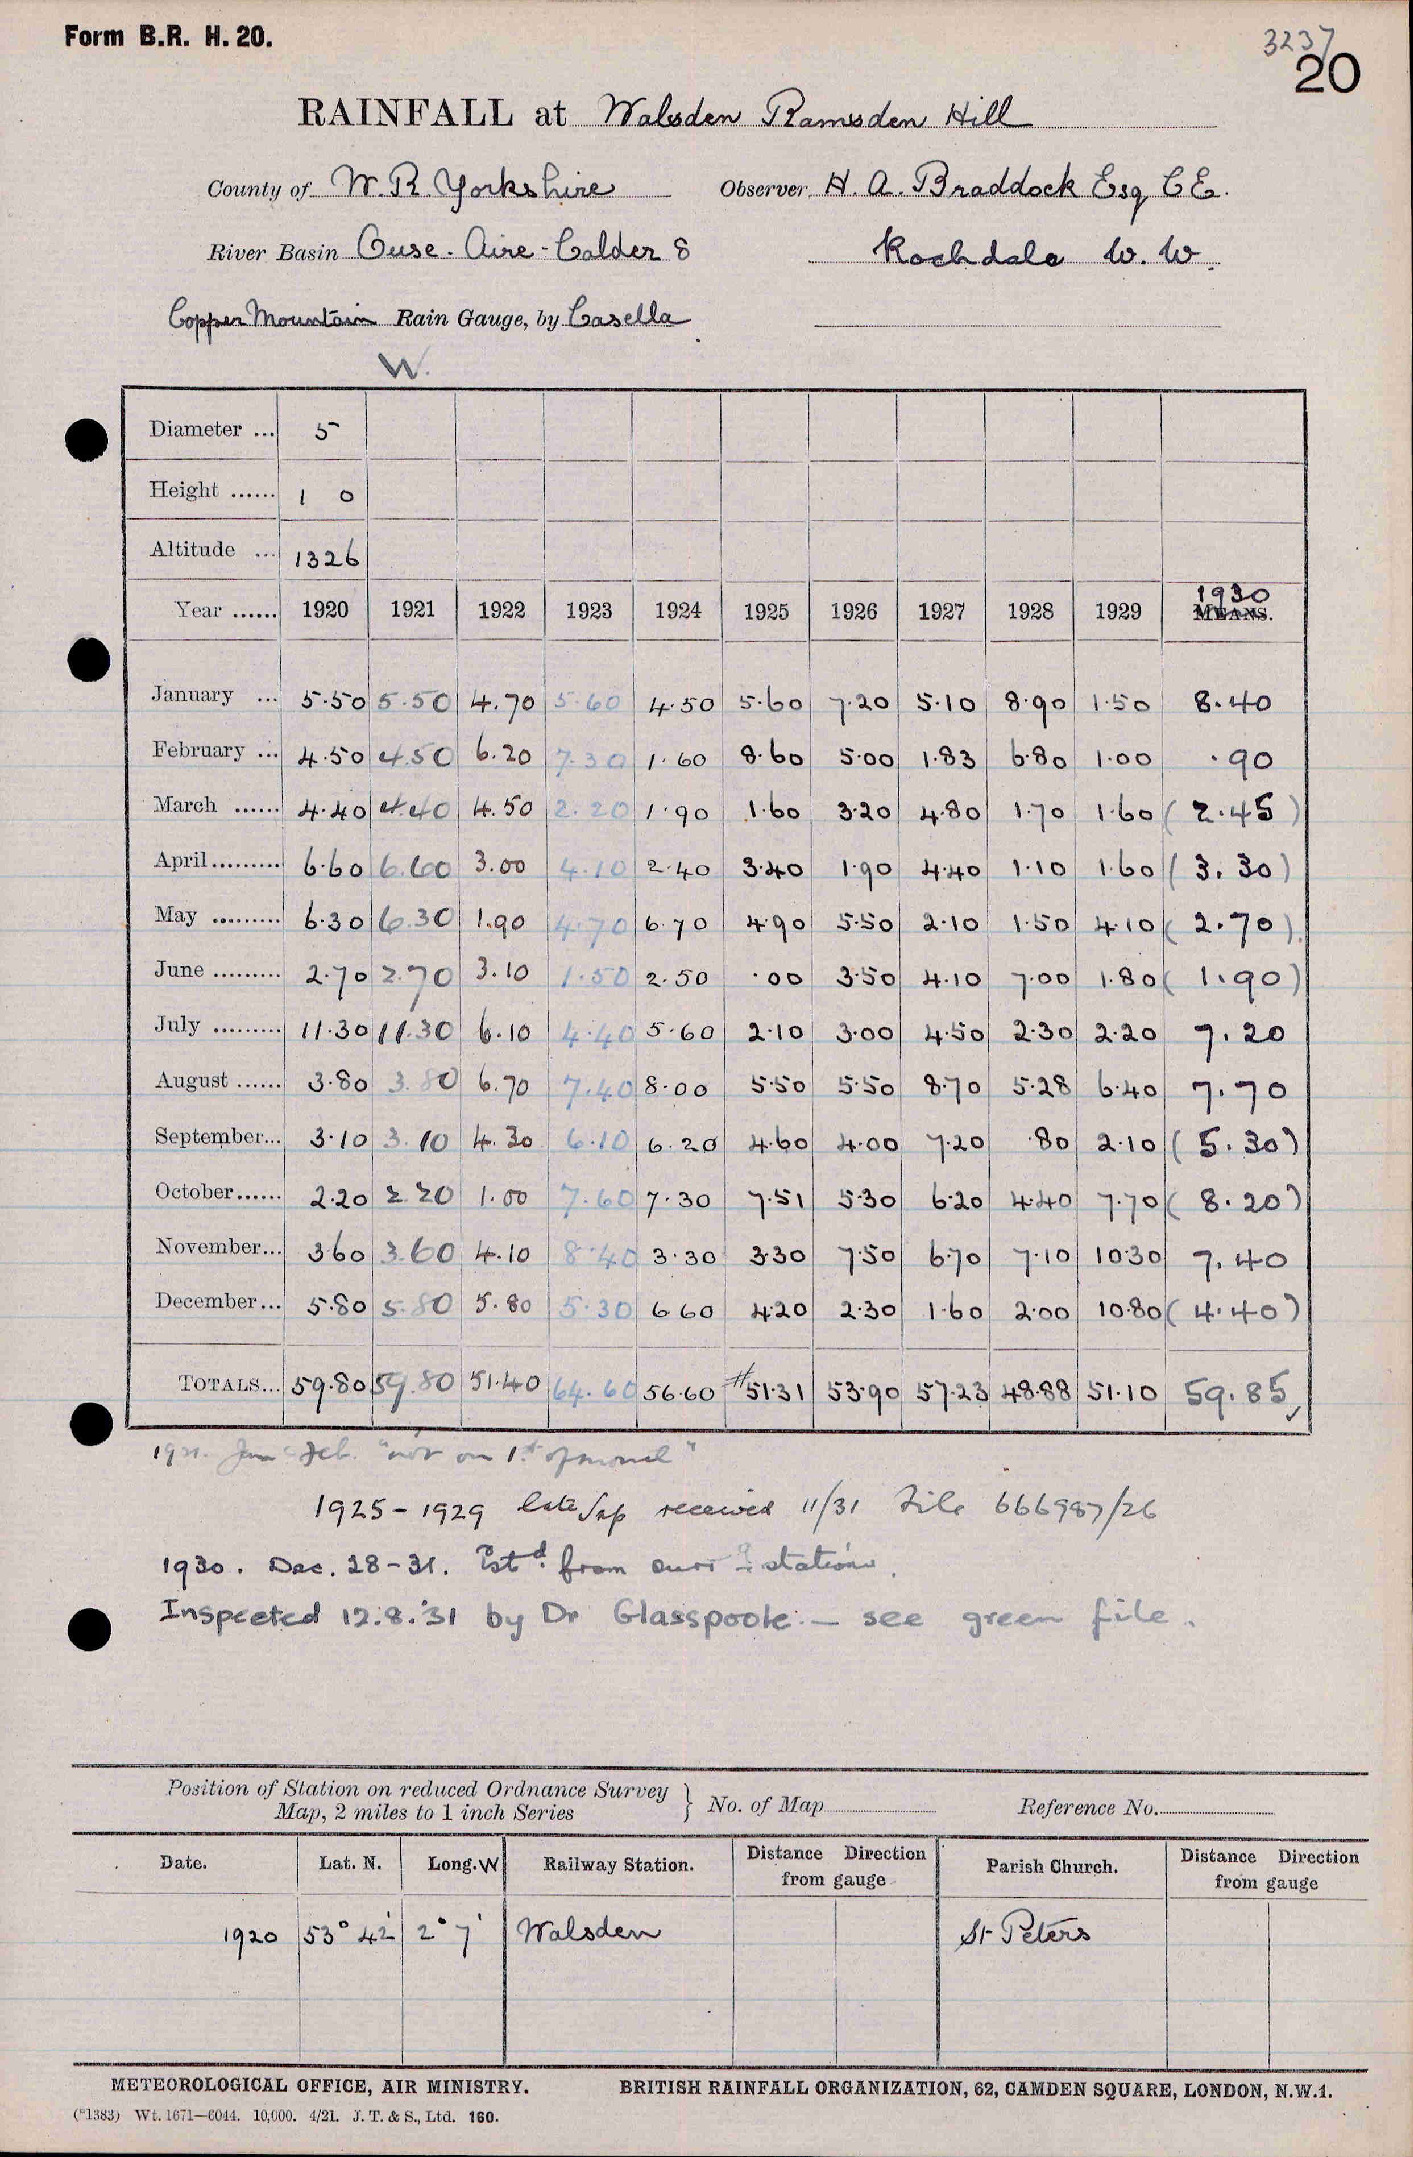 Form B.R. H. 20.
3237
20
RAINFALL at Walsden Ramsden Hill
County of W. R. Yorkshire Observer H. A. Braddock Esq C E.
River Basin Ouse - Aire - Calder 8 Rochdale W. W.
Copper Mountain Rain Gauge, by Casella
W.
Diameter ... 5
Height ...... 1 0
Altitude ... 1326
1930
Year ...... 1920 1921 1922 1923 1924 1925 1926 1927 1928 1929 MEANS.
January ... 5.50 5.50 4.70 5.60 4.50 5.60 7.20 5.10 8.90 1.50 8.40
February ... 4.50 4.50 6.20 7.30 1.60 8.60 5.00 1.83 6.80 1.00 .90
March ...... 4.40 4.40 4.50 2.20 1.90 1.60 3.20 4.80 1.70 1.60 (2.45)
April......... 6.60 6.60 3.00 4.10 2.40 3.40 1.90 4.40 1.10 1.60 (3.30)
May ......... 6.30 6.30 1.90 4.70 6.70 4.90 5.50 2.10 1.50 4.10 (2.70)
June ......... 2.70 2.70 3.10 1.50 2.50 .00 3.50 4.10 7.00 1.80 (1.90)
July ......... 11.30 11.30 6.10 4.40 5.60 2.10 3.00 4.50 2.30 2.20 7.20
August ...... 3.80 3.80 6.70 7.40 8.00 5.50 5.50 8.70 5.28 6.40 7.70
September... 3.10 3.10 4.30 6.10 6.20 4.60 4.00 7.20 .80 2.10 (5.30)
October...... 2.20 2.20 1.00 7.60 7.30 7.51 5.30 6.20 4.40 7.70 (8.20)
November... 3.60 3.60 4.10 8.40 3.30 3.30 7.50 6.70 7.10 10.30 7.40
December... 5.80 5.80 5.80 5.30 6.60 4.20 2.30 1.60 2.00 10.80 (4.40)
TOTALS... 59.80 59.80 51.40 64.60 56.60 #51.31 53.90 57.23 48.88 51.10 59.85 ✓
Jan Feb. "not on 1st of month"
1925-1929 received 11/31 File 666987/26
1930. Dec. 28-31. Estd. from stations.
Inspected 12.8.'31 by Dr Glasspoole. — see green file.
Position of Station on reduced Ordnance Survey
Map, 2 miles to 1 inch Series } No. of Map Reference No.
Date. Lat. N. Long. W Railway Station. Distance Direction from gauge Parish Church. Distance Direction from gauge
1920 53° 42' 2° 7' Walsden St Peters
METEOROLOGICAL OFFICE, AIR MINISTRY. BRITISH RAINFALL ORGANIZATION, 62, CAMDEN SQUARE, LONDON, N.W.1.
(*1383) Wt. 1671—6044. 10,000. 4/21. J. T. & S., Ltd. 160.